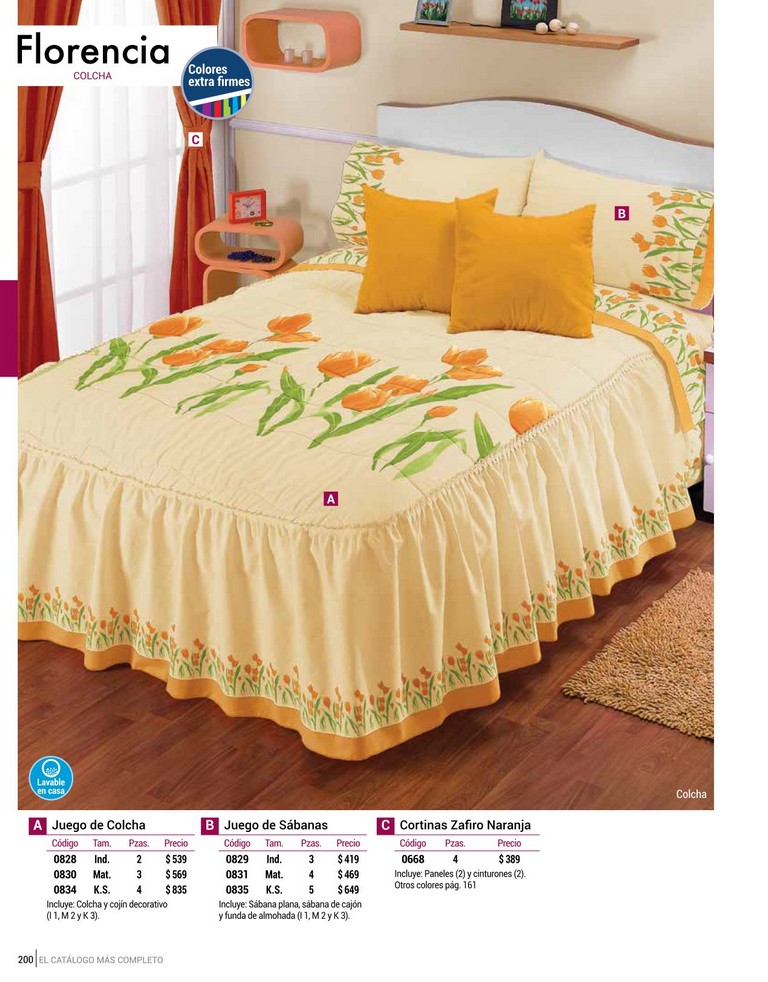 Florencia
COLCHA
Colores
extra firmes
C
B
A
Lavable
en casa
Colcha
A Juego de Colcha
Código Tam. Pzas. Precio
0828 Ind. 2 $539
0830 Mat. 3 $569
0834 K.S. 4 $835
Incluye: Colcha y cojín decorativo
(I 1, M 2 y K 3).
B Juego de Sábanas
Código Tam. Pzas. Precio
0829 Ind. 3 $419
0831 Mat. 4 $469
0835 K.S. 5 $649
Incluye: Sábana plana, sábana de cajón
y funda de almohada (I 1, M 2 y K 3).
C Cortinas Zafiro Naranja
Código Pzas. Precio
0668 4 $389
Incluye: Paneles (2) y cinturones (2).
Otros colores pág. 161
200 EL CATÁLOGO MÁS COMPLETO